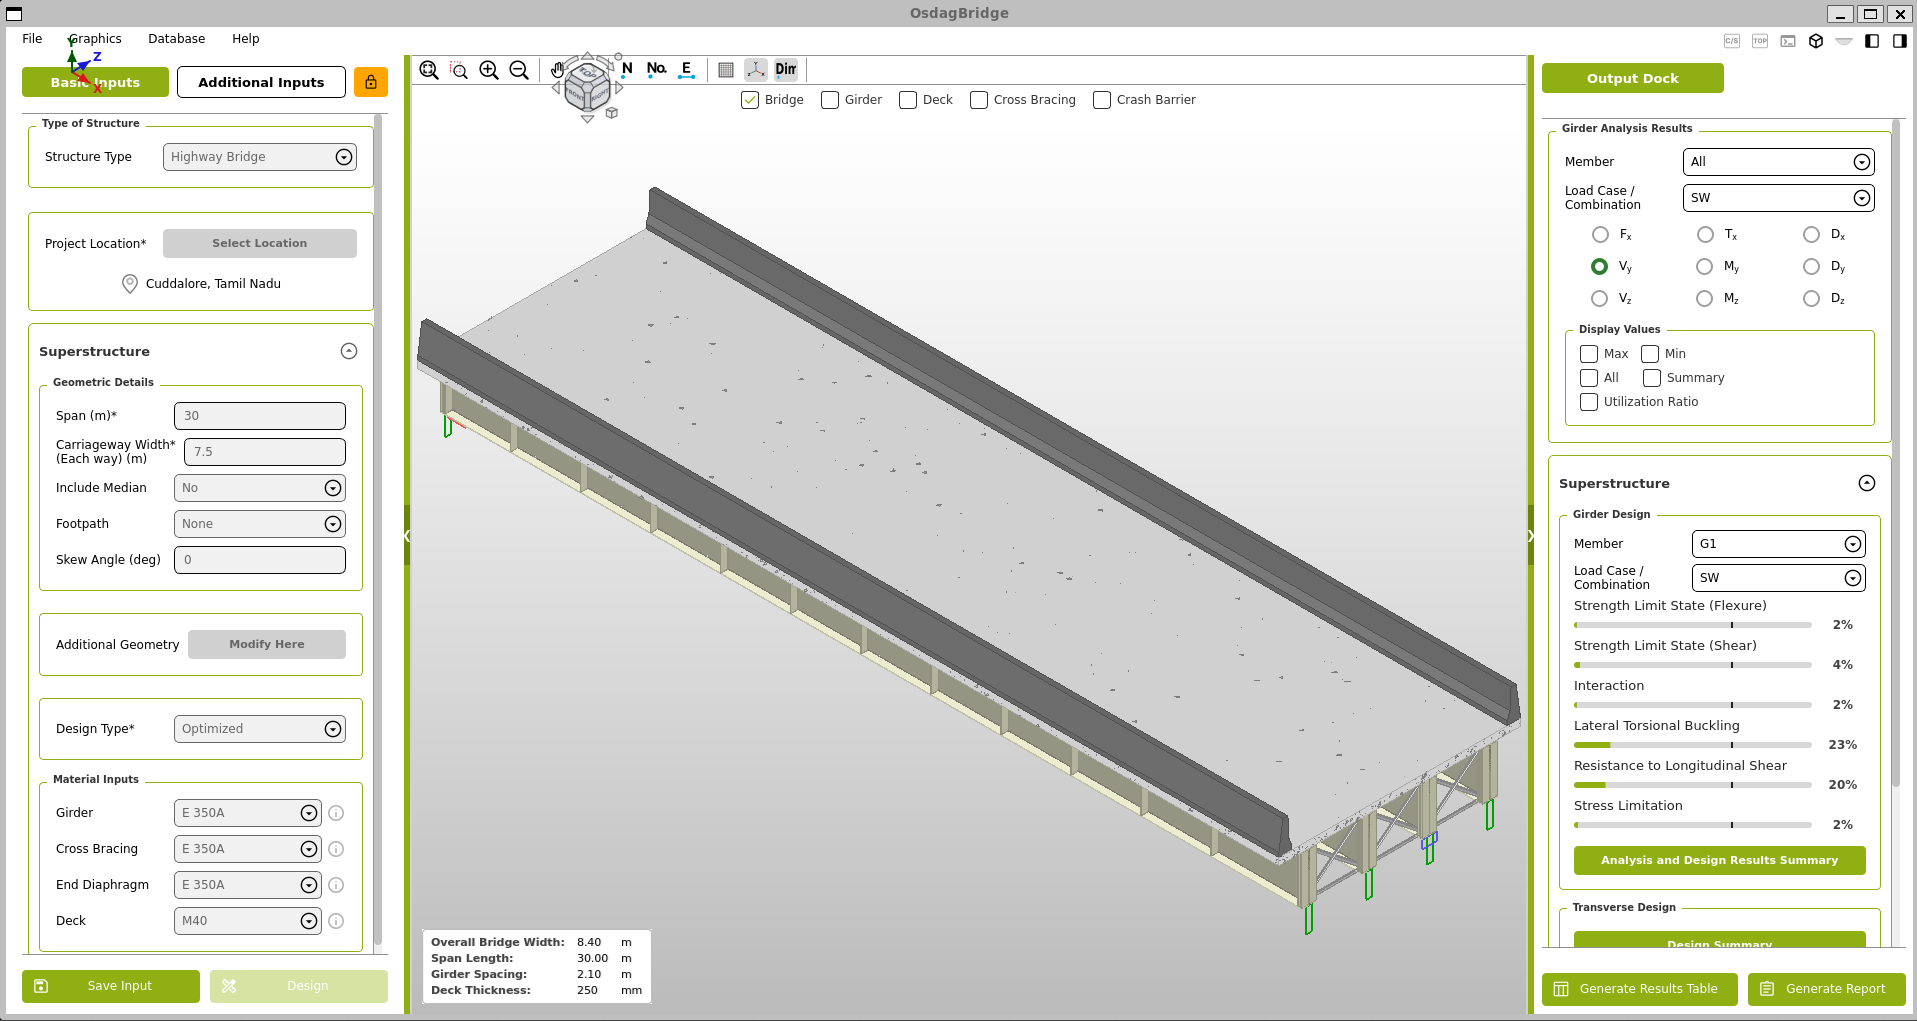 OsdagBridge
File Graphics Database Help
C/S TOP
Basic Inputs Additional Inputs
Y Z X
N No. E Dim
TOP FRONT RIGHT
Output Dock
Bridge Girder Deck Cross Bracing Crash Barrier
Type of Structure
Structure Type Highway Bridge
Project Location* Select Location
Cuddalore, Tamil Nadu
Superstructure
Geometric Details
Span (m)* 30
Carriageway Width*
(Each way) (m) 7.5
Include Median No
Footpath None
Skew Angle (deg) 0
Additional Geometry Modify Here
Design Type* Optimized
Material Inputs
Girder E 350A
Cross Bracing E 350A
End Diaphragm E 350A
Deck M40
Save Input Design
Overall Bridge Width: 8.40 m
Span Length: 30.00 m
Girder Spacing: 2.10 m
Deck Thickness: 250 mm
Girder Analysis Results
Member All
Load Case /
Combination SW
Fx Tx Dx
Vy My Dy
Vz Mz Dz
Display Values
Max Min
All Summary
Utilization Ratio
Superstructure
Girder Design
Member G1
Load Case /
Combination SW
Strength Limit State (Flexure)
2%
Strength Limit State (Shear)
4%
Interaction
2%
Lateral Torsional Buckling
23%
Resistance to Longitudinal Shear
20%
Stress Limitation
2%
Analysis and Design Results Summary
Transverse Design
Design Summary
Generate Results Table Generate Report